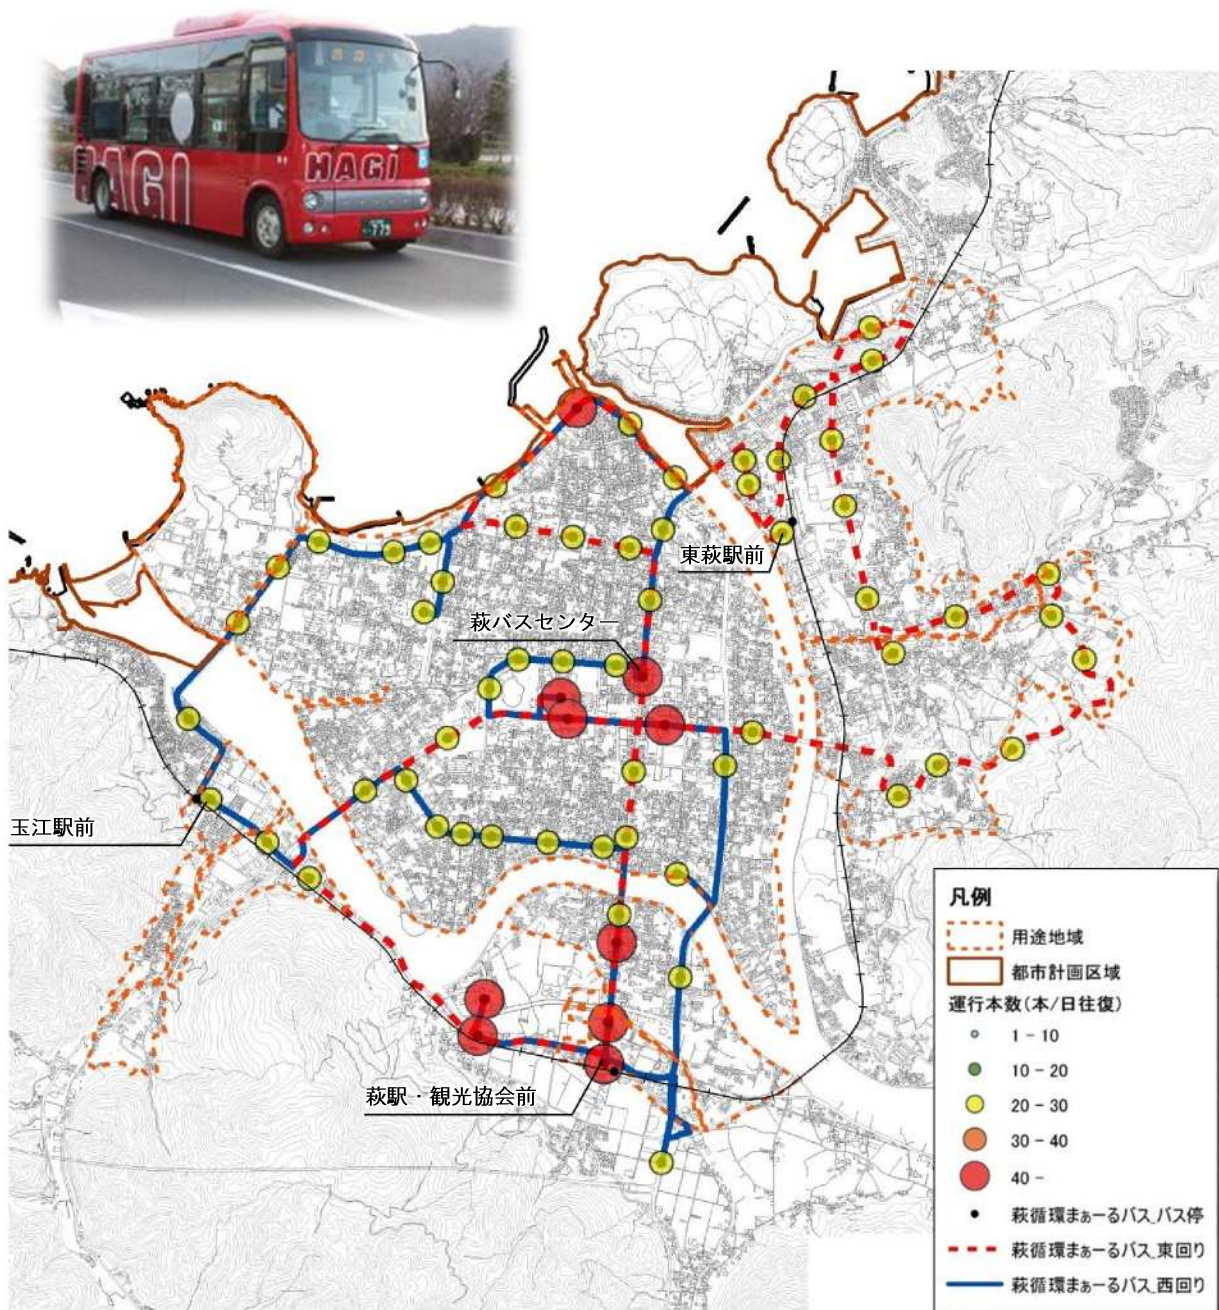 HAGI
HAGI
・779
東萩駅前
萩バスセンター
玉江駅前
萩駅・観光協会前
凡例
用途地域
都市計画区域
運行本数(本/日往復)
1 - 10
10 - 20
20 - 30
30 - 40
40 -
萩循環まぁーるバス_バス停
萩循環まぁーるバス_東回り
萩循環まぁーるバス_西回り